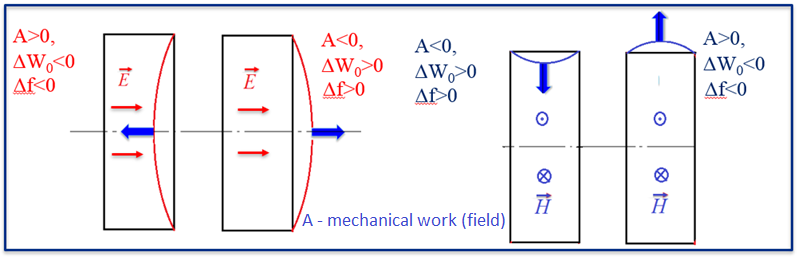 A>0,
ΔW₀<0
Δf<0
E
E
A<0,
ΔW₀>0
Δf>0
A - mechanical work (field)
A<0,
ΔW₀>0
Δf>0
H
H
A>0,
ΔW₀<0
Δf<0